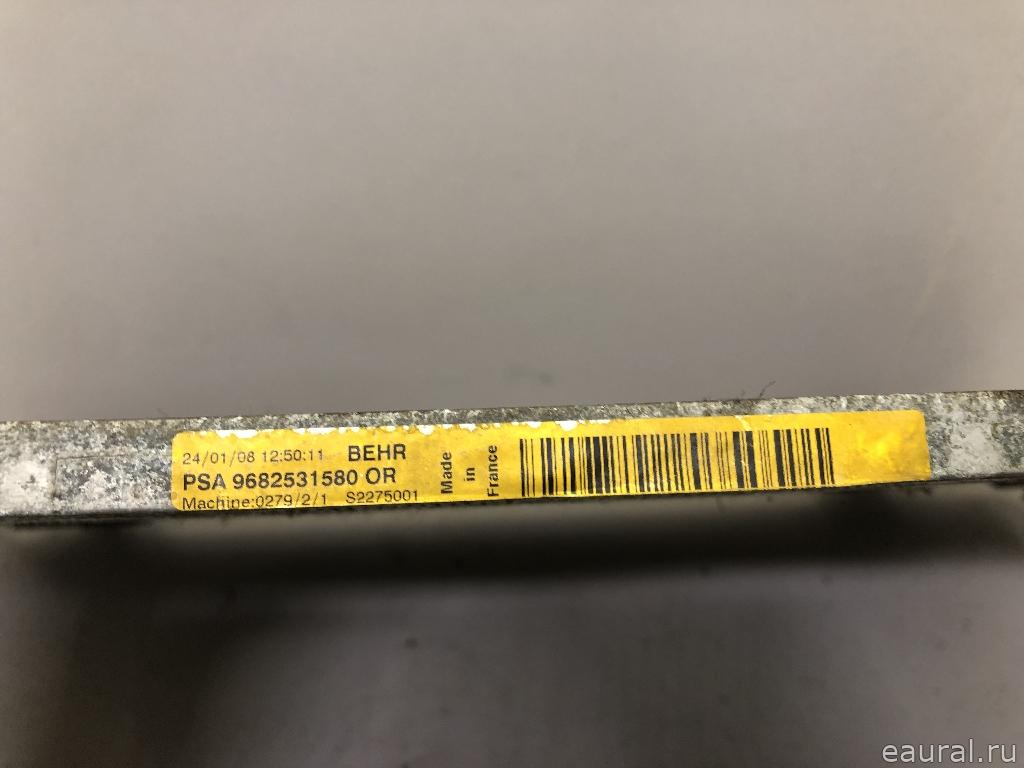 24/01/08 12:50:11 BEHR
PSA 9682531580 OR
Machine:0279/2/1 S2275001
Made
in
France
eaural.ru